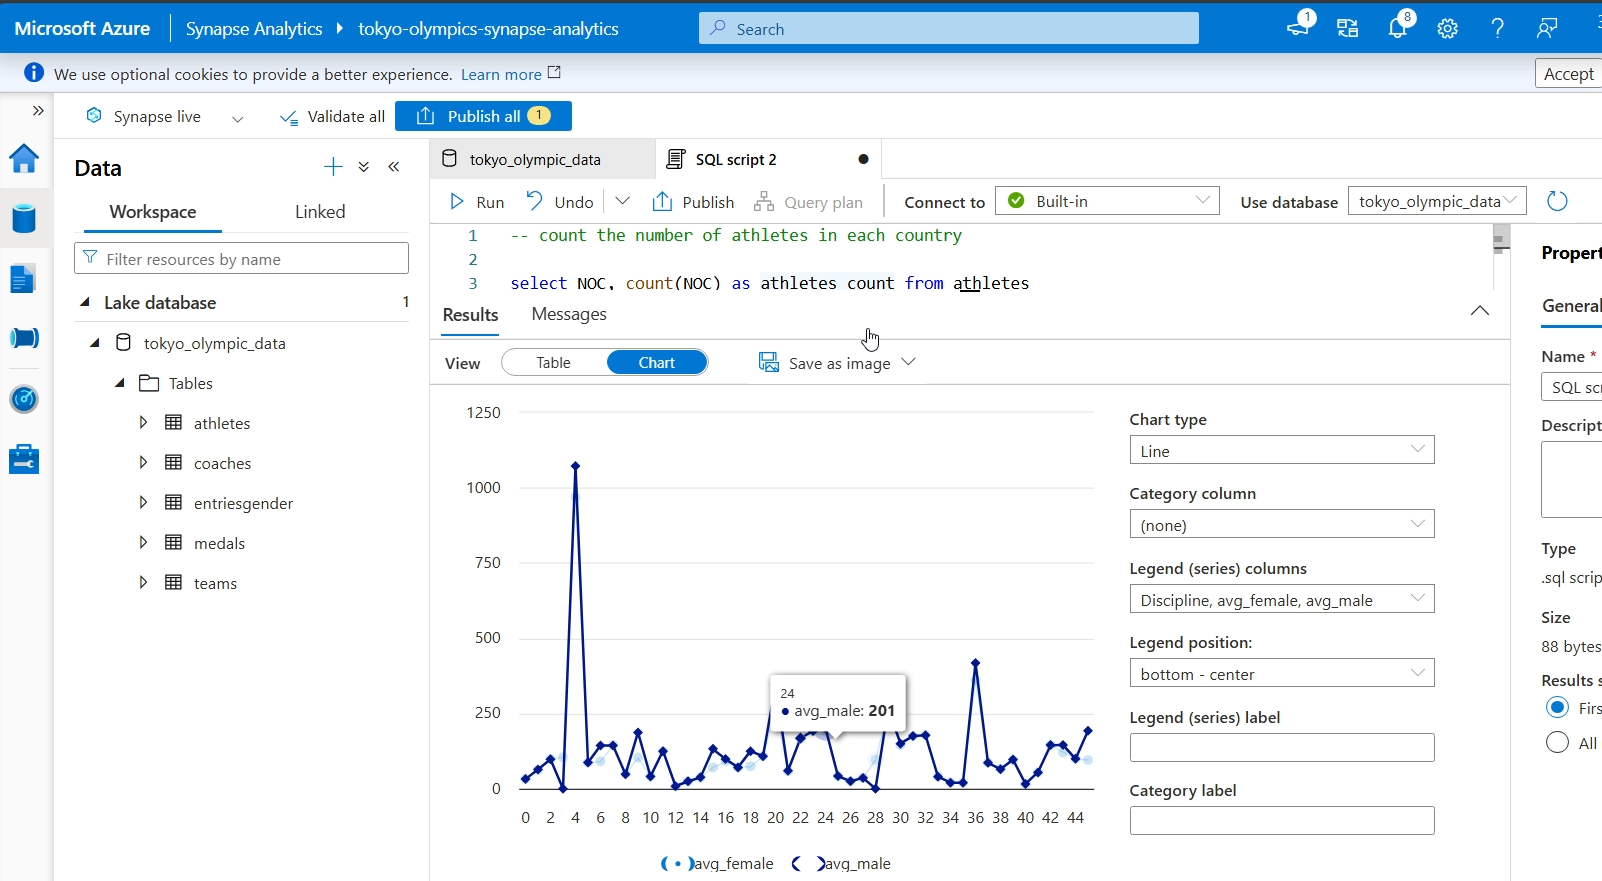 Microsoft Azure
Synapse Analytics
tokyo-olympics-synapse-analytics
Search
1
8
We use optional cookies to provide a better experience. Learn more
Accept
Synapse live
Validate all
Publish all 1
Data
Workspace
Linked
Filter resources by name
Lake database 1
tokyo_olympic_data
Tables
athletes
coaches
entriesgender
medals
teams
tokyo_olympic_data
SQL script 2
Run
Undo
Publish
Query plan
Connect to
Built-in
Use database
tokyo_olympic_data
1 -- count the number of athletes in each country
2
3 select NOC, count(NOC) as athletes count from athletes
Results
Messages
View
Table
Chart
Save as image
1250
1000
750
500
250
0
24
avg_male: 201
0 2 4 6 8 10 12 14 16 18 20 22 24 26 28 30 32 34 36 38 40 42 44
avg_female
avg_male
Chart type
Line
Category column
(none)
Legend (series) columns
Discipline, avg_female, avg_male
Legend position:
bottom - center
Legend (series) label
Category label
Propert
General
Name *
SQL scr
Descript
Type
.sql scrip
Size
88 bytes
Results s
Firs
All